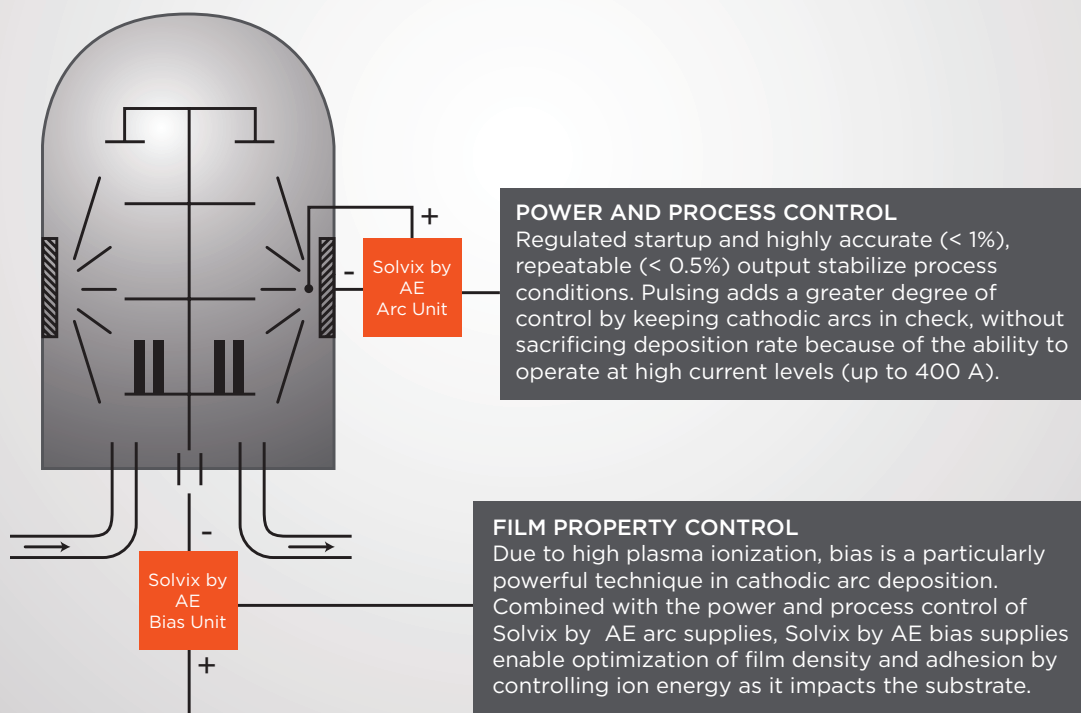 +
-
Solvix by
AE
Arc Unit
POWER AND PROCESS CONTROL
Regulated startup and highly accurate (< 1%),
repeatable (< 0.5%) output stabilize process
conditions. Pulsing adds a greater degree of
control by keeping cathodic arcs in check, without
sacrificing deposition rate because of the ability to
operate at high current levels (up to 400 A).
-
Solvix by
AE
Bias Unit
+
FILM PROPERTY CONTROL
Due to high plasma ionization, bias is a particularly
powerful technique in cathodic arc deposition.
Combined with the power and process control of
Solvix by AE arc supplies, Solvix by AE bias supplies
enable optimization of film density and adhesion by
controlling ion energy as it impacts the substrate.